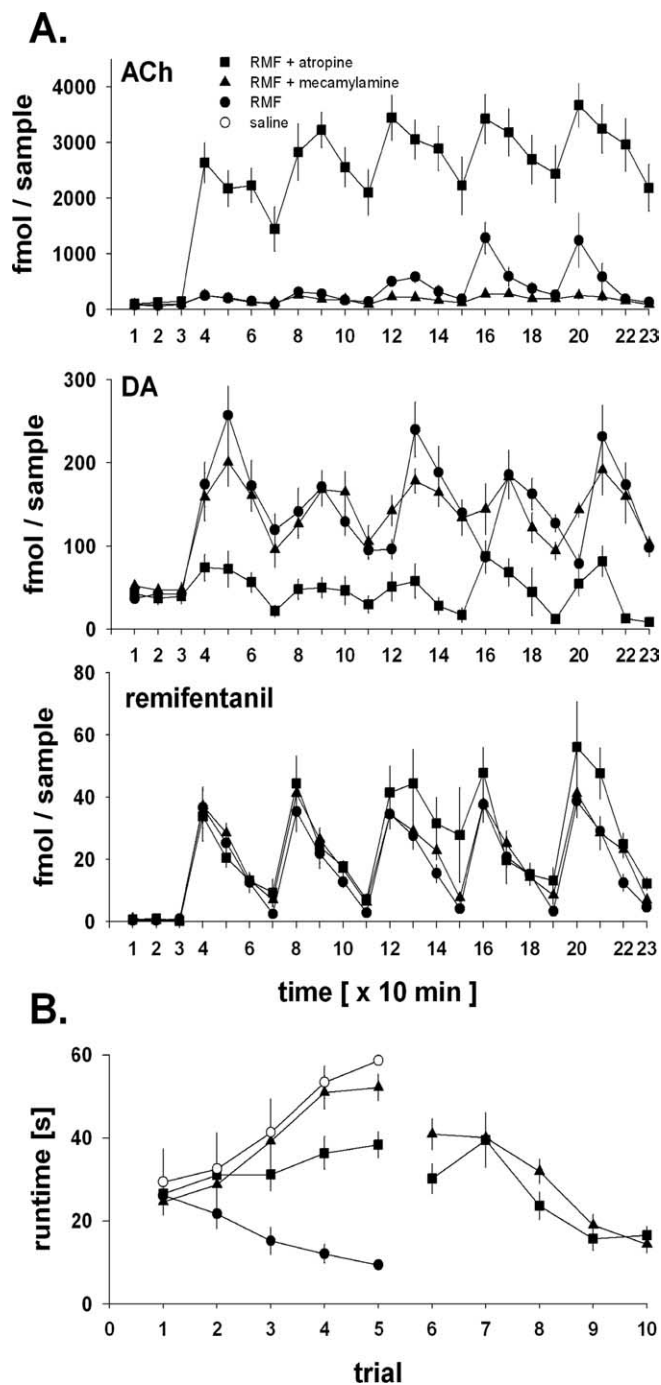 A.
ACh
RMF + atropine
RMF + mecamylamine
RMF
saline
fmol / sample
4000
3000
2000
1000
0
1 2 3 4 6 8 10 12 14 16 18 20 22 23
DA
fmol / sample
300
200
100
0
1 2 3 4 6 8 10 12 14 16 18 20 22 23
remifentanil
fmol / sample
80
60
40
20
0
1 2 3 4 6 8 10 12 14 16 18 20 22 23
time [ x 10 min ]
B.
runtime [s]
60
40
20
0
0 1 2 3 4 5 6 7 8 9 10
trial